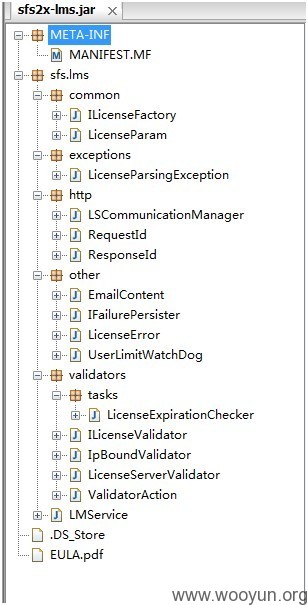 sfs2x-lms.jar
META-INF
MANIFEST.MF
sfs.lms
common
ILicenseFactory
LicenseParam
exceptions
LicenseParsingException
http
LSCommunicationManager
RequestId
ResponseId
other
EmailContent
IFailurePersister
LicenseError
UserLimitWatchDog
validators
tasks
LicenseExpirationChecker
ILicenseValidator
IpBoundValidator
LicenseServerValidator
ValidatorAction
LMService
.DS_Store
EULA.pdf
www.wooyun.org